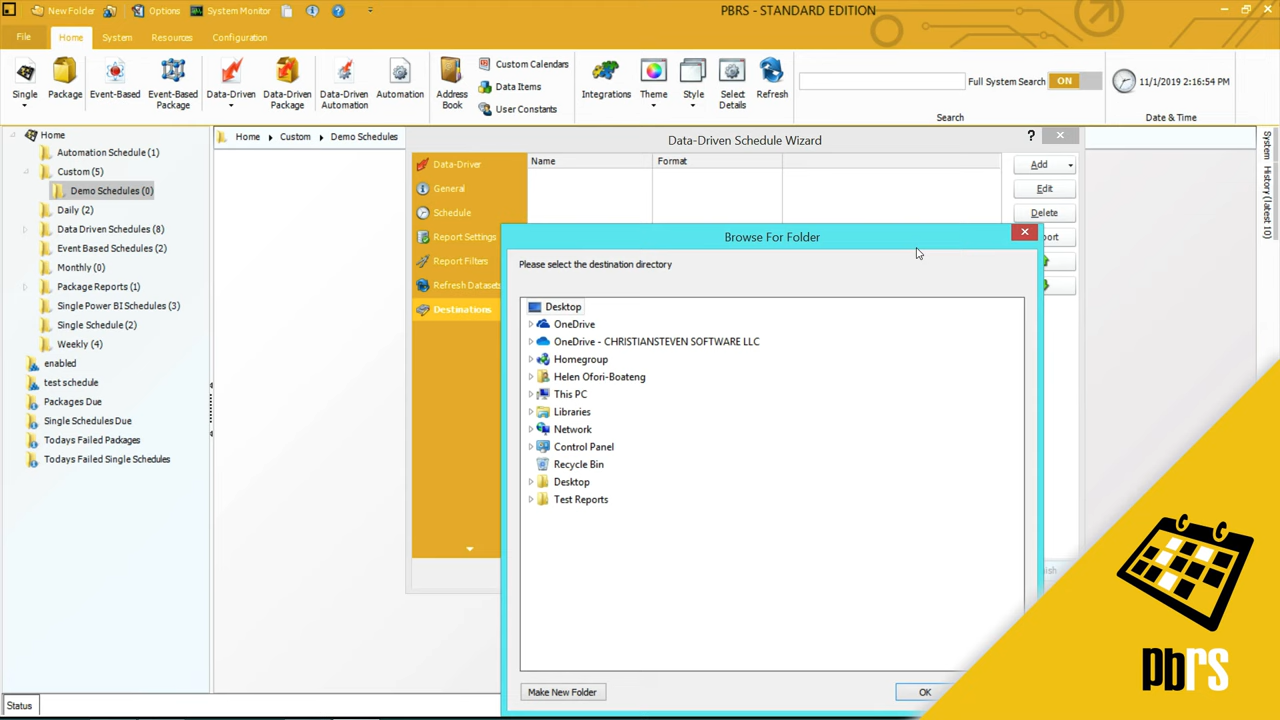 New Folder
Options
System Monitor
PBRS - STANDARD EDITION
File
Home
System
Resources
Configuration
Single
Package
Event-Based
Event-Based Package
Data-Driven
Data-Driven Package
Data-Driven Automation
Automation
Address Book
Custom Calendars
Data Items
User Constants
Integrations
Theme
Style
Select Details
Refresh
Full System Search
ON
Search
11/1/2019 2:16:54 PM
Date & Time
Home
Automation Schedule (1)
Custom (5)
Demo Schedules (0)
Daily (2)
Data Driven Schedules (8)
Event Based Schedules (2)
Monthly (0)
Package Reports (1)
Single Power BI Schedules (3)
Single Schedule (2)
Weekly (4)
enabled
test schedule
Packages Due
Single Schedules Due
Todays Failed Packages
Todays Failed Single Schedules
Home
Custom
Demo Schedules
Data-Driven Schedule Wizard
?
Data-Driver
General
Schedule
Report Settings
Report Filters
Refresh Datasets
Destinations
Name
Format
Add
Edit
Delete
port
Browse For Folder
Please select the destination directory
Desktop
OneDrive
OneDrive - CHRISTIANSTEVEN SOFTWARE LLC
Homegroup
Helen Ofori-Boateng
This PC
Libraries
Network
Control Panel
Recycle Bin
Desktop
Test Reports
Make New Folder
OK
System History (latest 10)
Status
pbrs